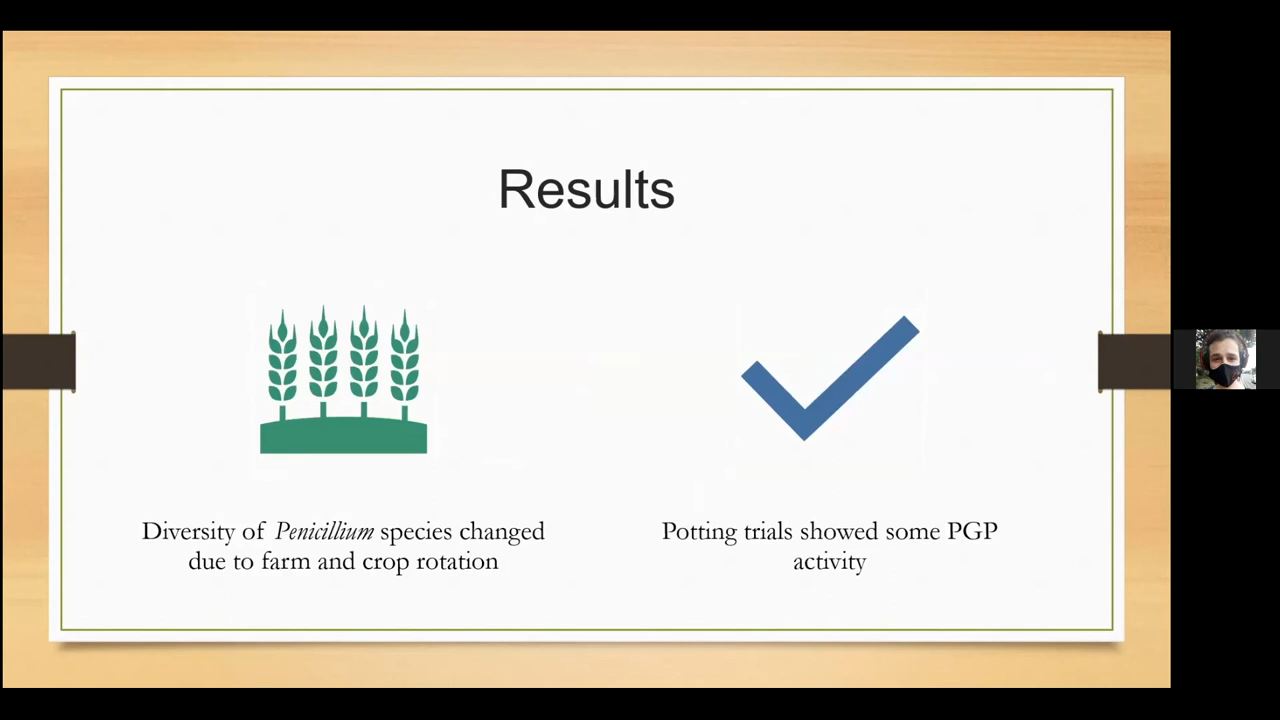 Results
Diversity of Penicillium species changed
due to farm and crop rotation
Potting trials showed some PGP
activity